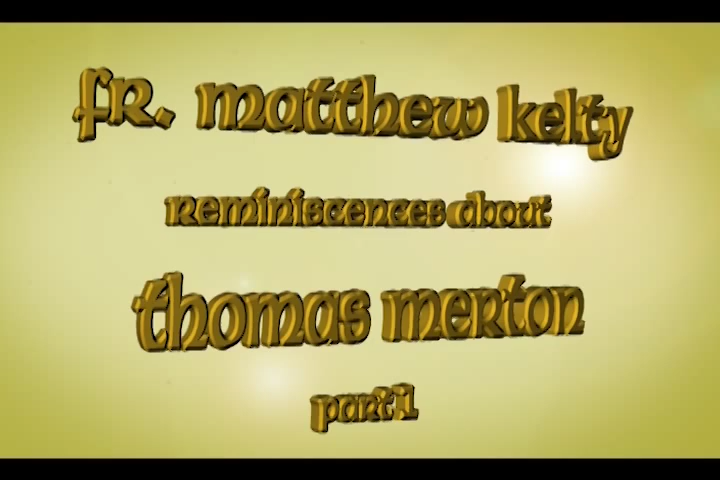 fr. matthew kelty
reminiscences about
thomas merton
part 1